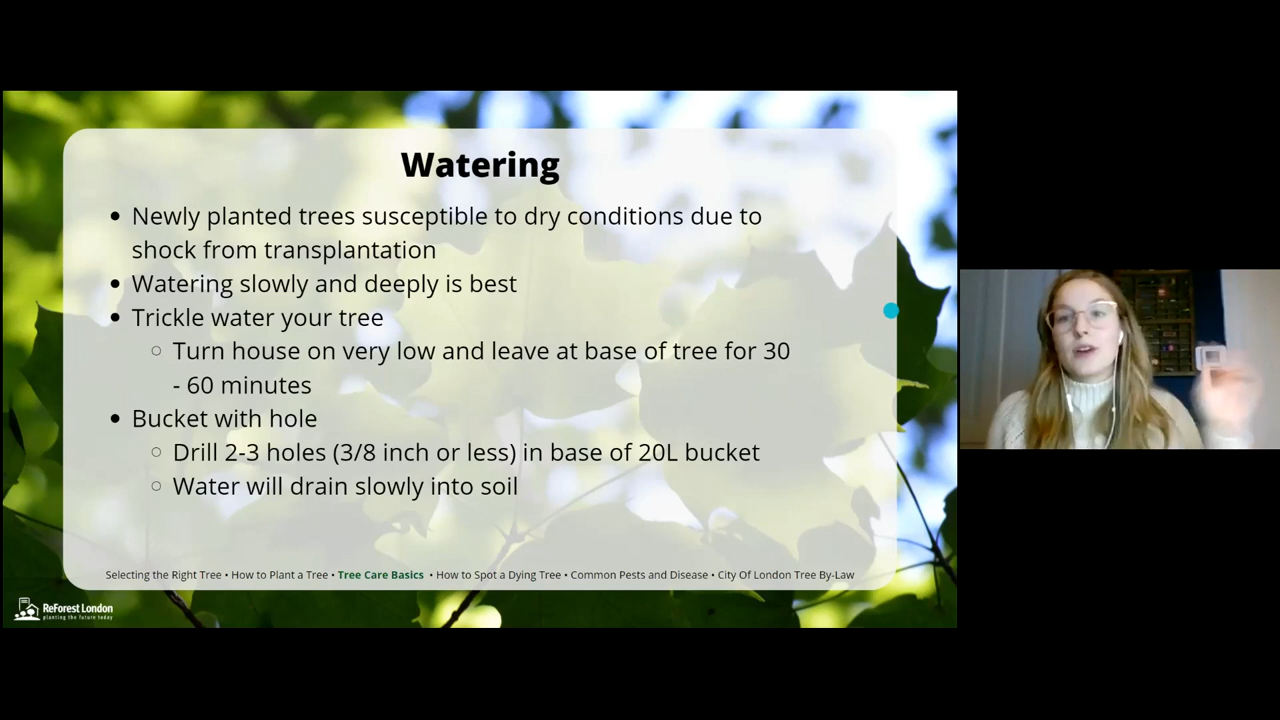 Watering
• Newly planted trees susceptible to dry conditions due to
shock from transplantation
• Watering slowly and deeply is best
• Trickle water your tree
○ Turn house on very low and leave at base of tree for 30
- 60 minutes
• Bucket with hole
○ Drill 2-3 holes (3/8 inch or less) in base of 20L bucket
○ Water will drain slowly into soil
Selecting the Right Tree • How to Plant a Tree • Tree Care Basics • How to Spot a Dying Tree • Common Pests and Disease • City Of London Tree By-Law
ReForest London
planting the future today